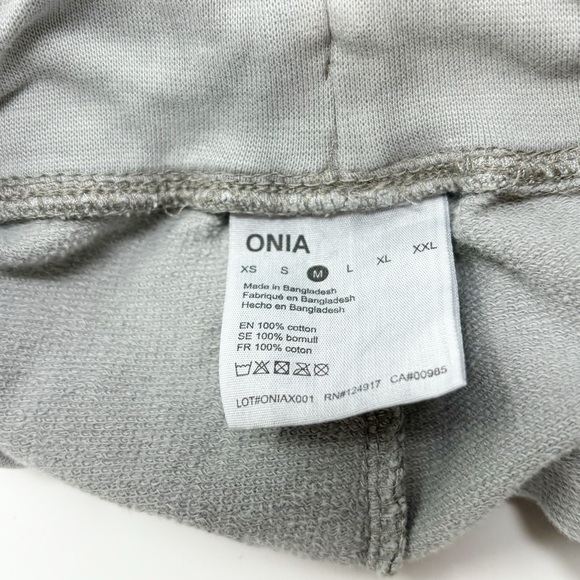 ONIA
XS S M L XL XXL
Made in Bangladesh
Fabriqué en Bangladesh
Hecho en Bangladesh
EN 100% cotton
SE 100% bomull
FR 100% coton
LOT#ONIAX001 RN#124917 CA#00985